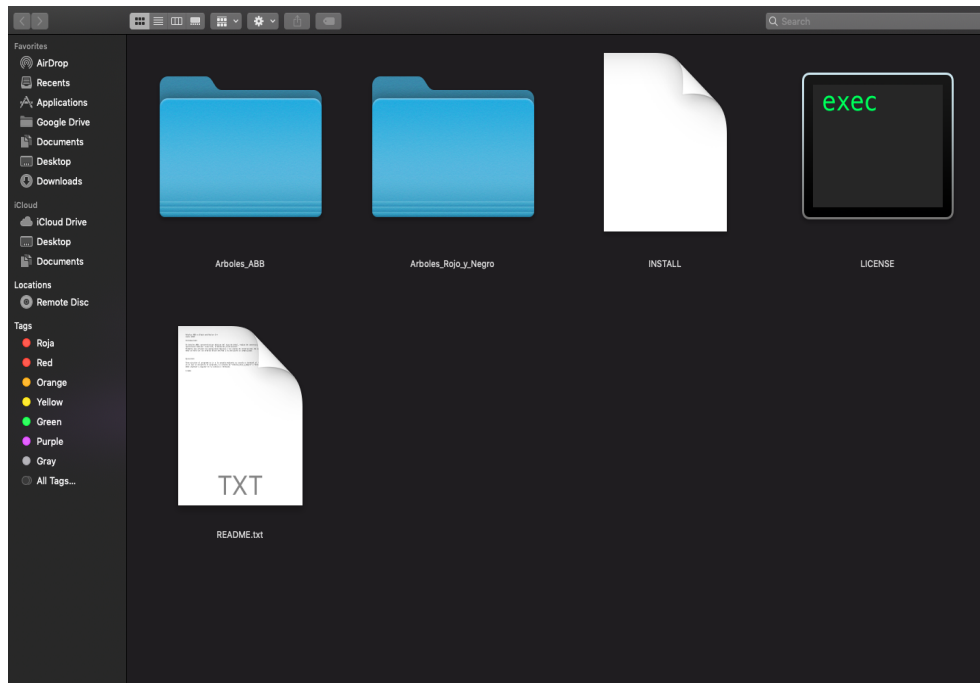 Search
Favorites
AirDrop
Recents
Applications
Google Drive
Documents
Desktop
Downloads
iCloud
iCloud Drive
Desktop
Documents
Locations
Remote Disc
Tags
Roja
Red
Orange
Yellow
Green
Purple
Gray
All Tags...
exec
Arboles_ABB
Arboles_Rojo_y_Negro
INSTALL
LICENSE
TXT
README.txt